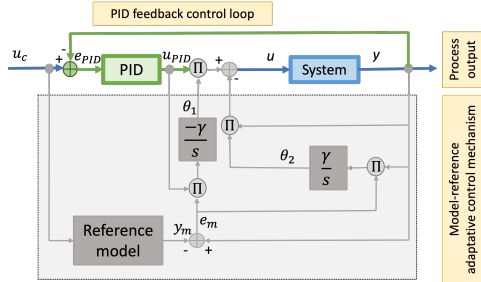 PID feedback control loop
u_c
-
+
e_PID
PID
u_PID
Π
+
-
u
System
y
Process
output
θ_1
-γ
s
Π
θ_2
γ
s
Π
Π
Reference
model
y_m
e_m
-
+
Model-reference
adaptative control mechanism